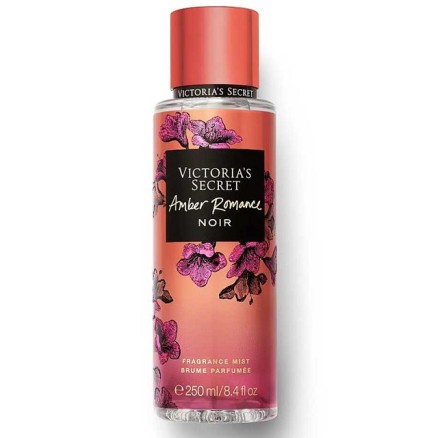 VICTORIA'S SECRET
VICTORIA'S
SECRET
Amber Romance
NOIR
FRAGRANCE MIST
BRUME PARFUMÉE
℮ 250 ml/8.4 fl oz